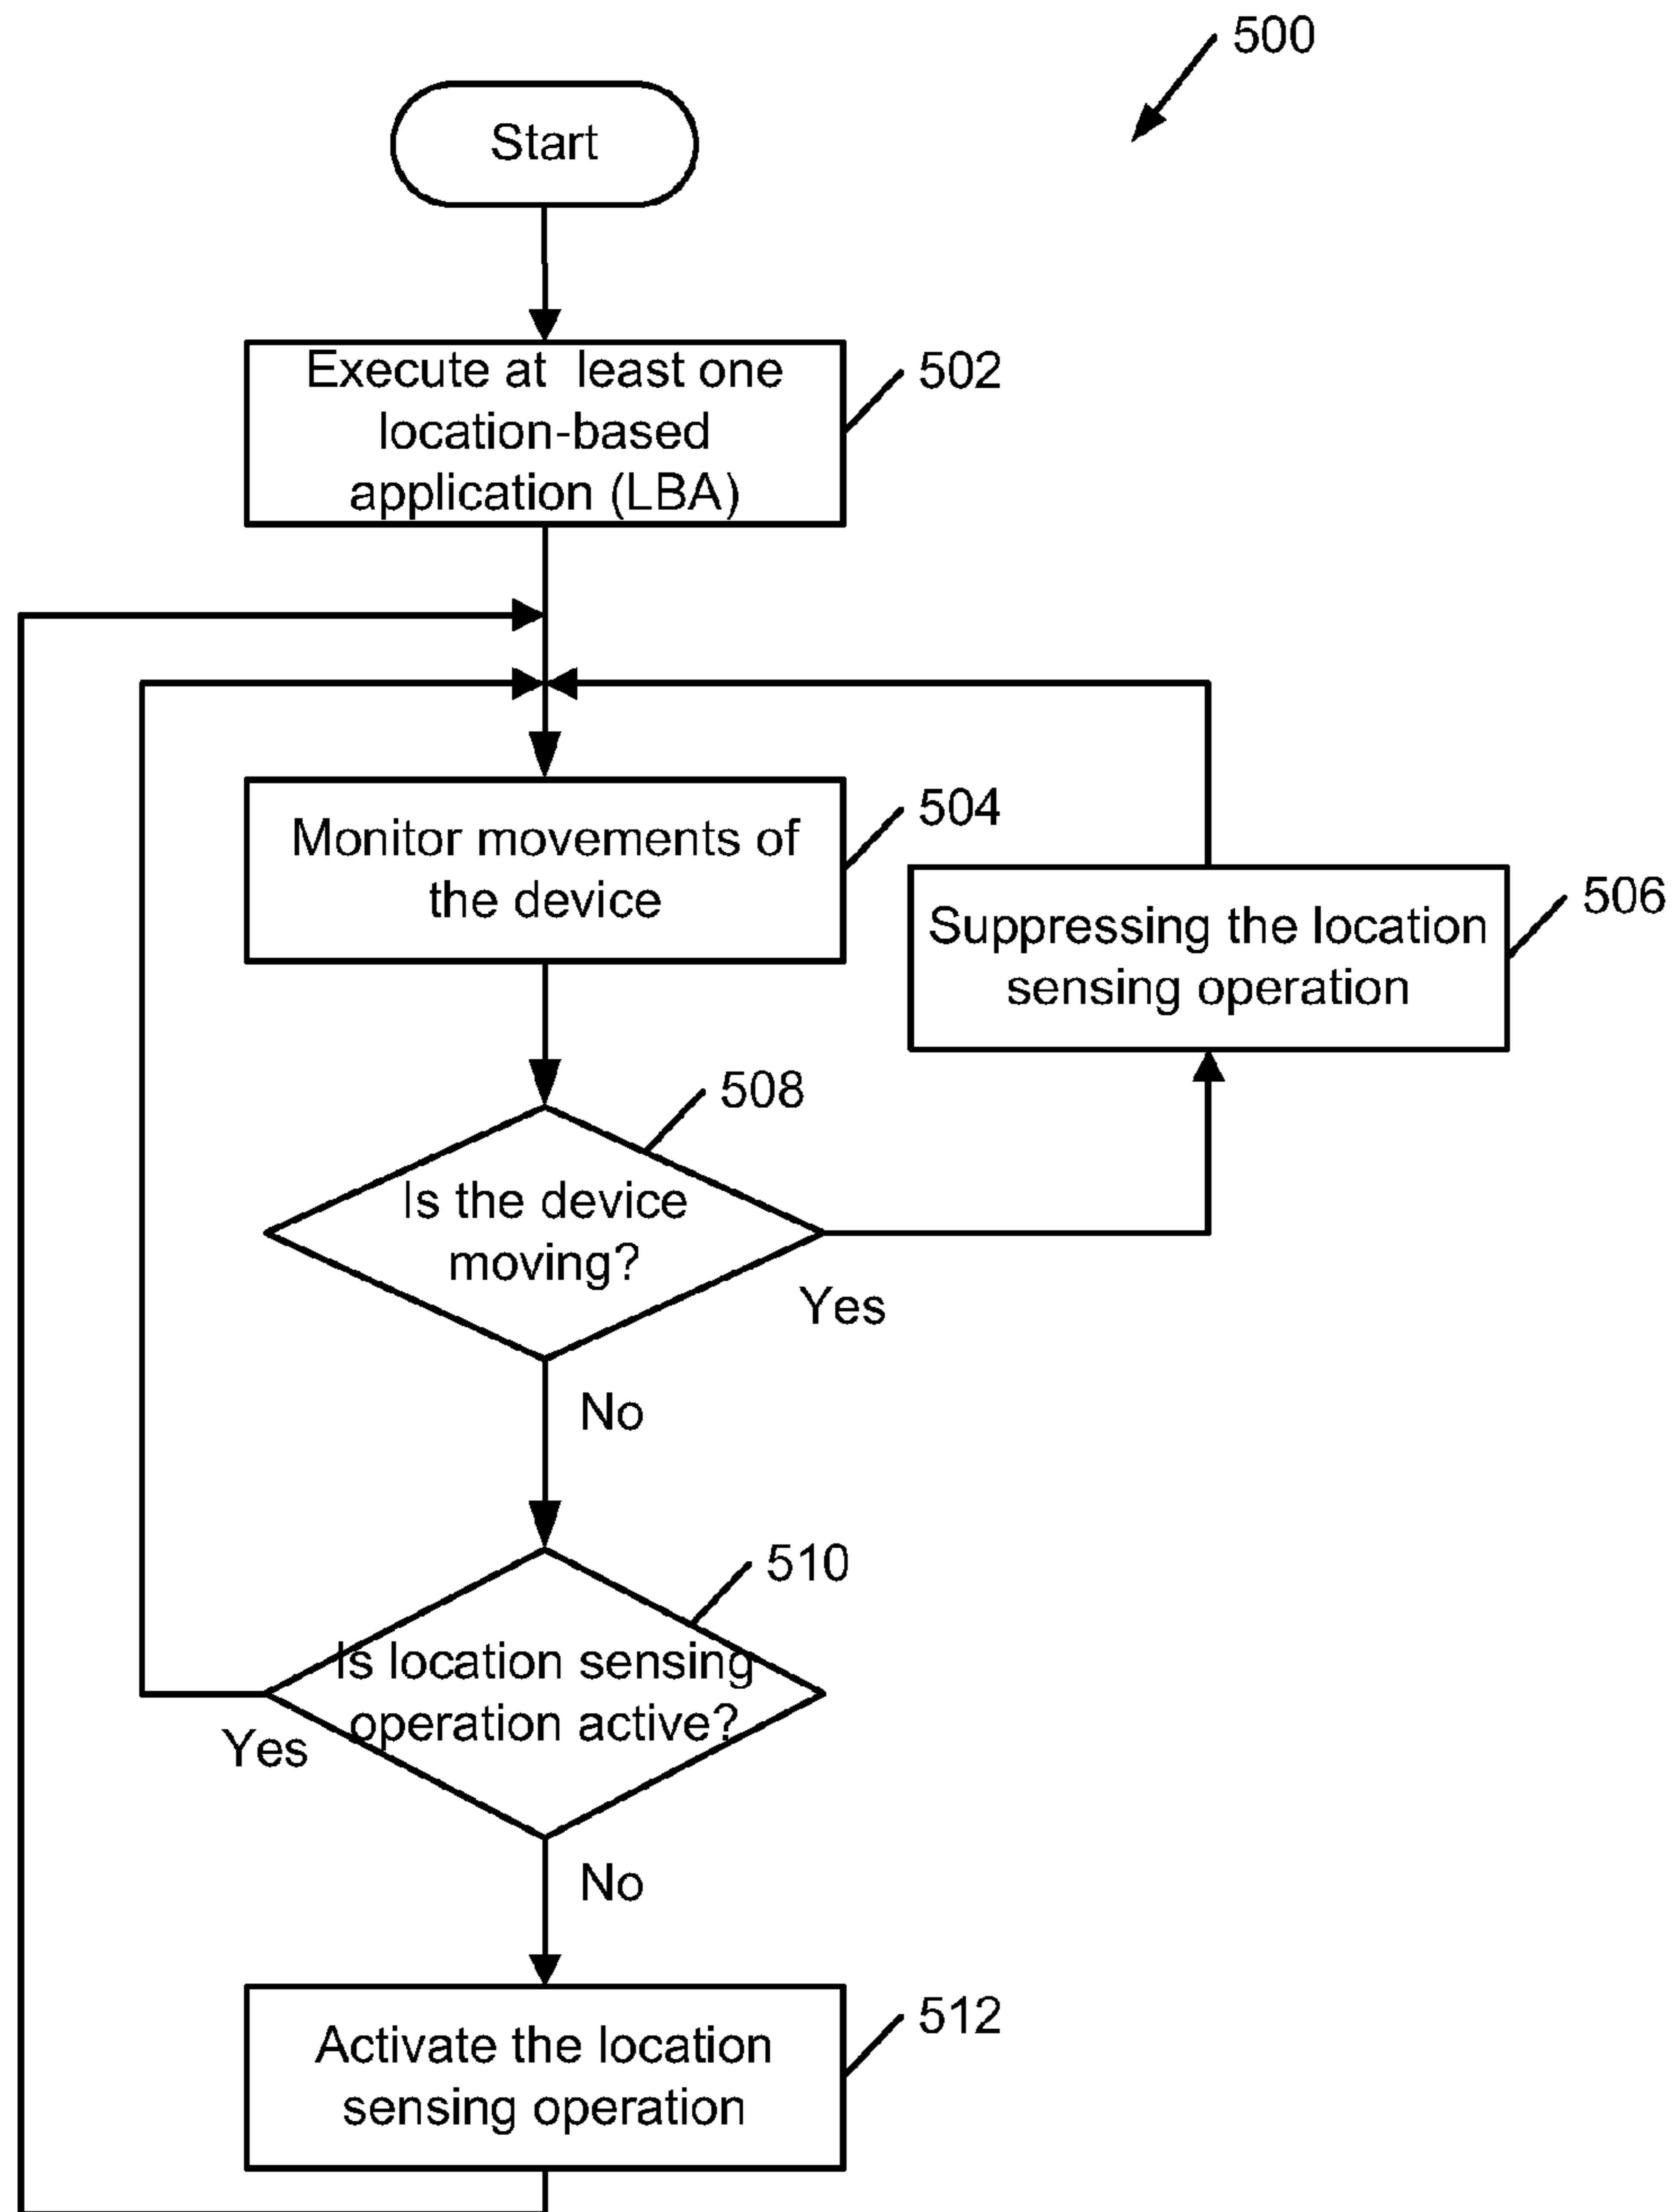 500
Start
Execute at least one
location-based
application (LBA)
502
Monitor movements of
the device
504
Suppressing the location
sensing operation
506
508
Is the device
moving?
Yes
No
510
Is location sensing
operation active?
Yes
No
Activate the location
sensing operation
512